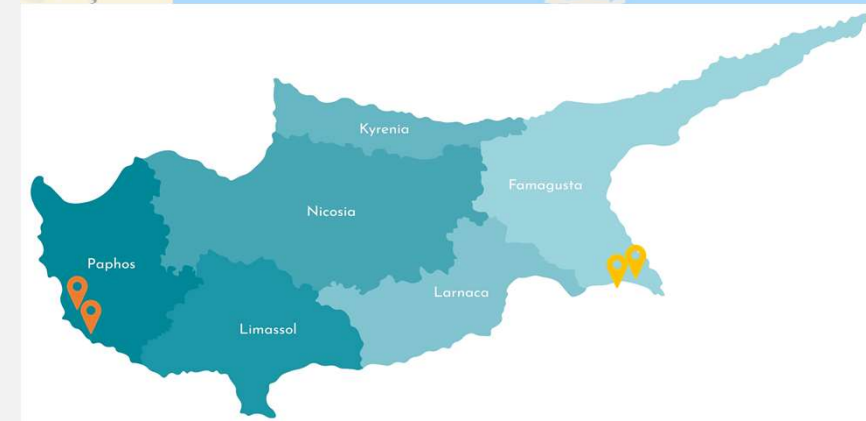 Kyrenia
Famagusta
Nicosia
Paphos
Larnaca
Limassol